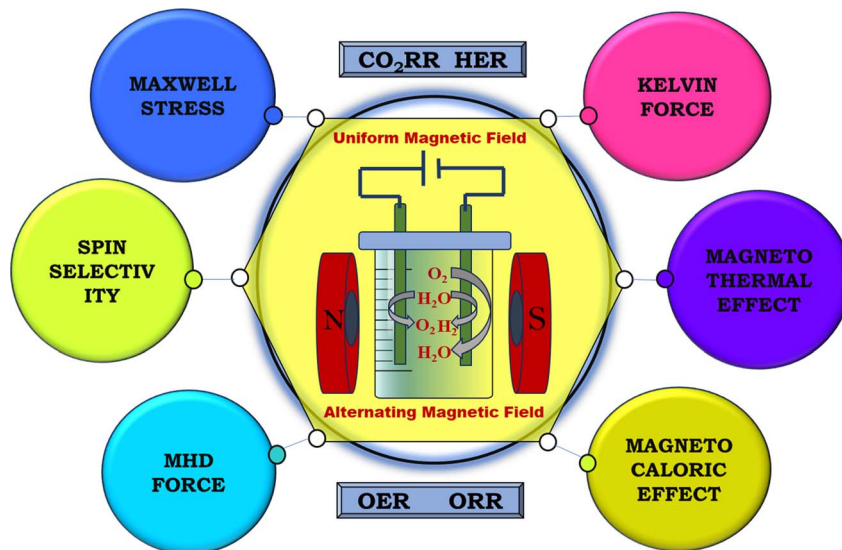 CO₂RR HER
MAXWELL
STRESS
KELVIN
FORCE
Uniform Magnetic Field
SPIN
SELECTIV
ITY
MAGNETO
THERMAL
EFFECT
N
O₂
H₂O
O₂ H₂
H₂O
S
Alternating Magnetic Field
MHD
FORCE
MAGNETO
CALORIC
EFFECT
OER ORR